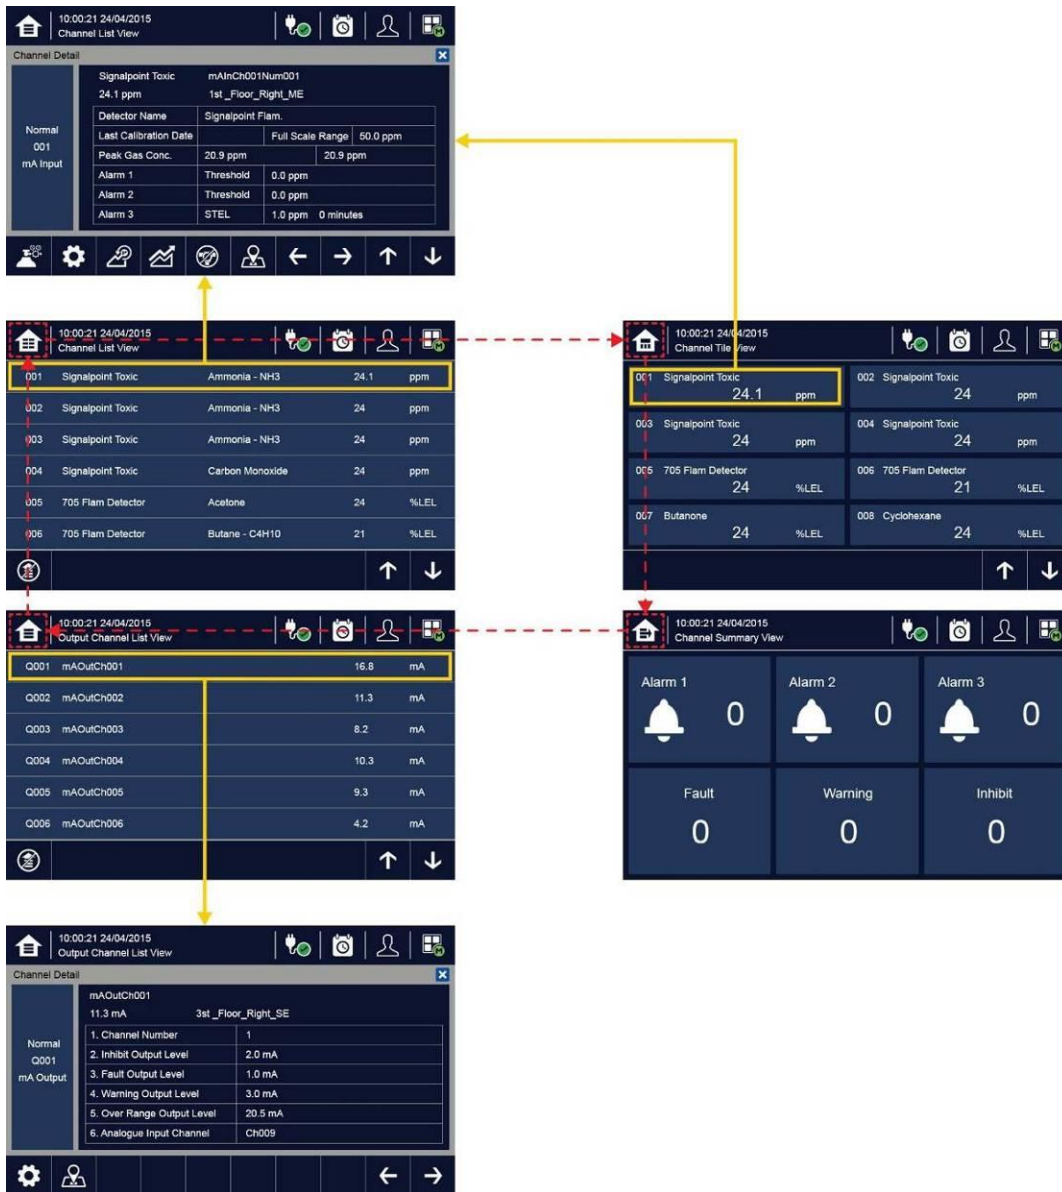 10:00:21 24/04/2015
Channel List View
Channel Detail
Normal
001
mA Input
Signalpoint Toxic mAInCh001Num001
24.1 ppm 1st _Floor_Right_ME
Detector Name Signalpoint Flam.
Last Calibration Date Full Scale Range 50.0 ppm
Peak Gas Conc. 20.9 ppm 20.9 ppm
Alarm 1 Threshold 0.0 ppm
Alarm 2 Threshold 0.0 ppm
Alarm 3 STEL 1.0 ppm 0 minutes
10:00:21 24/04/2015
Channel List View
001 Signalpoint Toxic Ammonia - NH3 24.1 ppm
002 Signalpoint Toxic Ammonia - NH3 24 ppm
003 Signalpoint Toxic Ammonia - NH3 24 ppm
004 Signalpoint Toxic Carbon Monoxide 24 ppm
005 705 Flam Detector Acetone 24 %LEL
006 705 Flam Detector Butane - C4H10 21 %LEL
10:00:21 24/04/2015
Channel Tile View
001 Signalpoint Toxic
24.1 ppm
002 Signalpoint Toxic
24 ppm
003 Signalpoint Toxic
24 ppm
004 Signalpoint Toxic
24 ppm
005 705 Flam Detector
24 %LEL
006 705 Flam Detector
21 %LEL
007 Butanone
24 %LEL
008 Cyclohexane
24 %LEL
10:00:21 24/04/2015
Output Channel List View
Q001 mAOutCh001 16.8 mA
Q002 mAOutCh002 11.3 mA
Q003 mAOutCh003 8.2 mA
Q004 mAOutCh004 10.3 mA
Q005 mAOutCh005 9.3 mA
Q006 mAOutCh006 4.2 mA
10:00:21 24/04/2015
Channel Summary View
Alarm 1
0
Alarm 2
0
Alarm 3
0
Fault
0
Warning
0
Inhibit
0
10:00:21 24/04/2015
Output Channel List View
Channel Detail
Normal
Q001
mA Output
mAOutCh001
11.3 mA 3st _Floor_Right_SE
1. Channel Number 1
2. Inhibit Output Level 2.0 mA
3. Fault Output Level 1.0 mA
4. Warning Output Level 3.0 mA
5. Over Range Output Level 20.5 mA
6. Analogue Input Channel Ch009